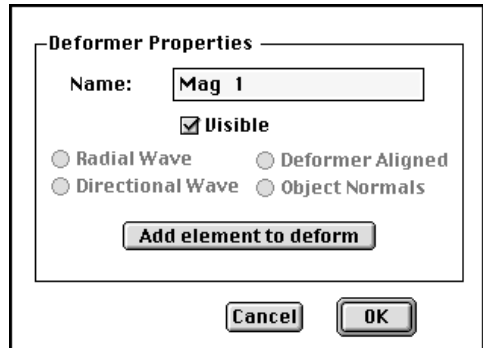 Deformer Properties
Name: Mag 1
Visible
Radial Wave Deformer Aligned
Directional Wave Object Normals
Add element to deform
Cancel OK